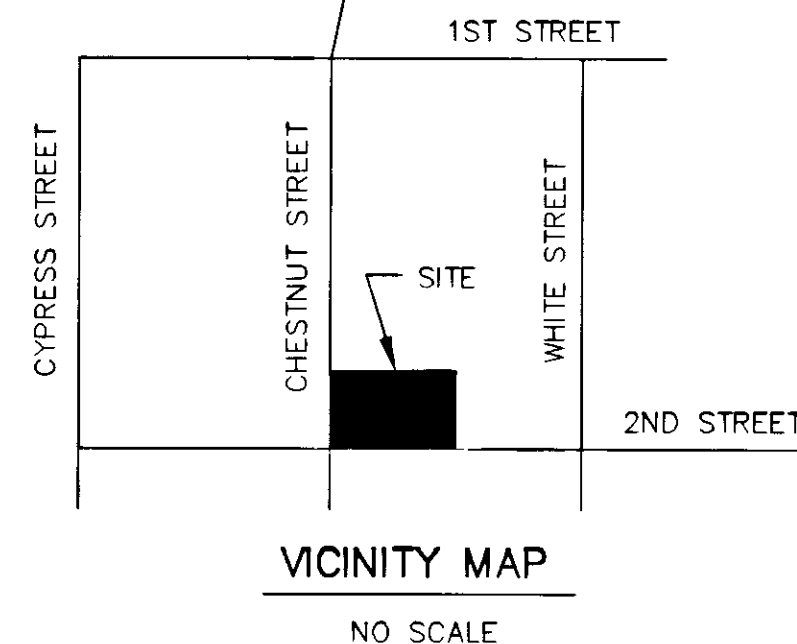 1ST STREET
CYPRESS STREET
CHESTNUT STREET
WHITE STREET
SITE
2ND STREET
VICINITY MAP
NO SCALE